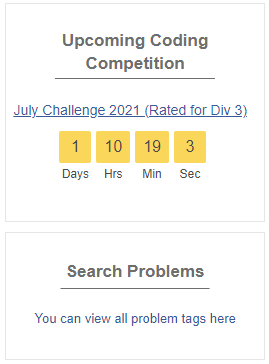 Upcoming Coding
Competition
July Challenge 2021 (Rated for Div 3)
1 10 19 3
Days Hrs Min Sec
Search Problems
You can view all problem tags here